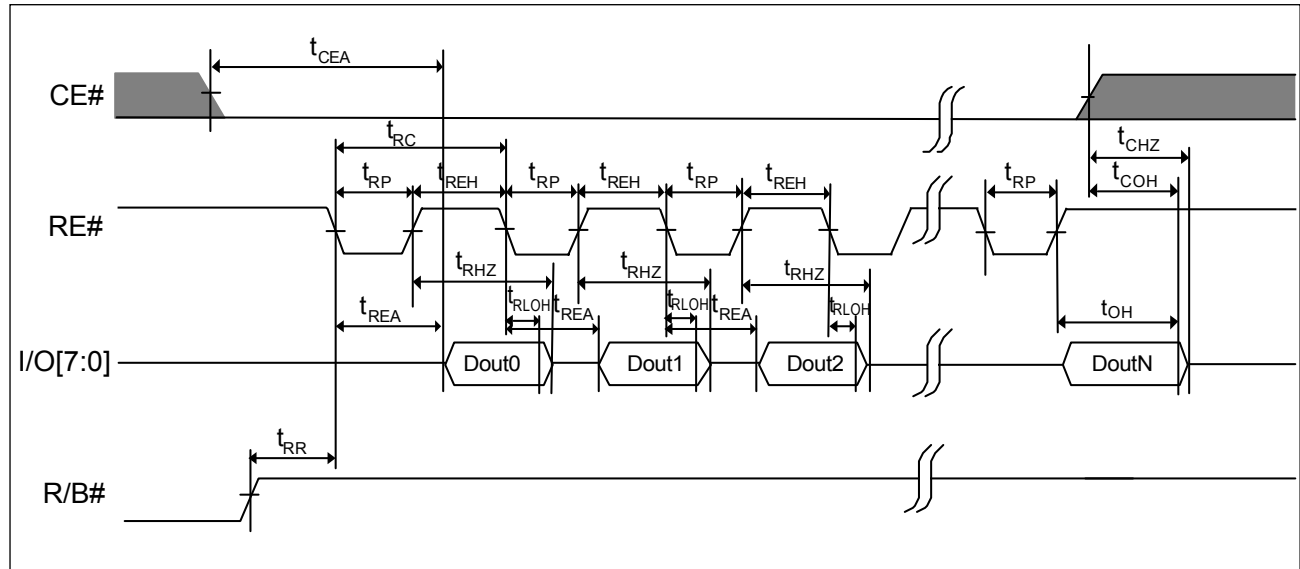 tCEA
CE#
tRC
tCHZ
tRP tREH tRP tREH tRP tREH tRP tCOH
RE#
tRHZ tRHZ tRHZ
tREA tRLOH tREA tRLOH tREA tRLOH tOH
I/O[7:0] Dout0 Dout1 Dout2 DoutN
tRR
R/B#